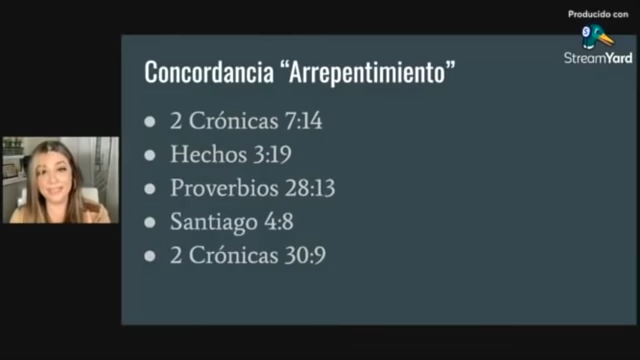 Producido con
StreamYard
Concordancia “Arrepentimiento”
● 2 Crónicas 7:14
● Hechos 3:19
● Proverbios 28:13
● Santiago 4:8
● 2 Crónicas 30:9